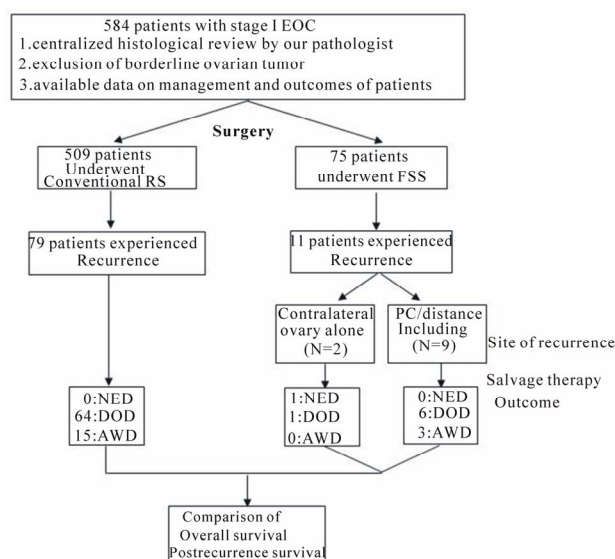 584 patients with stage I EOC
1.centralized histological review by our pathologist
2.exclusion of borderline ovarian tumor
3.available data on management and outcomes of patients
Surgery
509 patients
Underwent
Conventional RS
75 patients
underwent FSS
79 patients experienced
Recurrence
11 patients experienced
Recurrence
Contralateral
ovary alone
(N=2)
PC/distance
Including
(N=9)
Site of recurrence
Salvage therapy
Outcome
0:NED
64:DOD
15:AWD
1:NED
1:DOD
0:AWD
0:NED
6:DOD
3:AWD
Comparison of
Overall survival
Postrecurrence survival